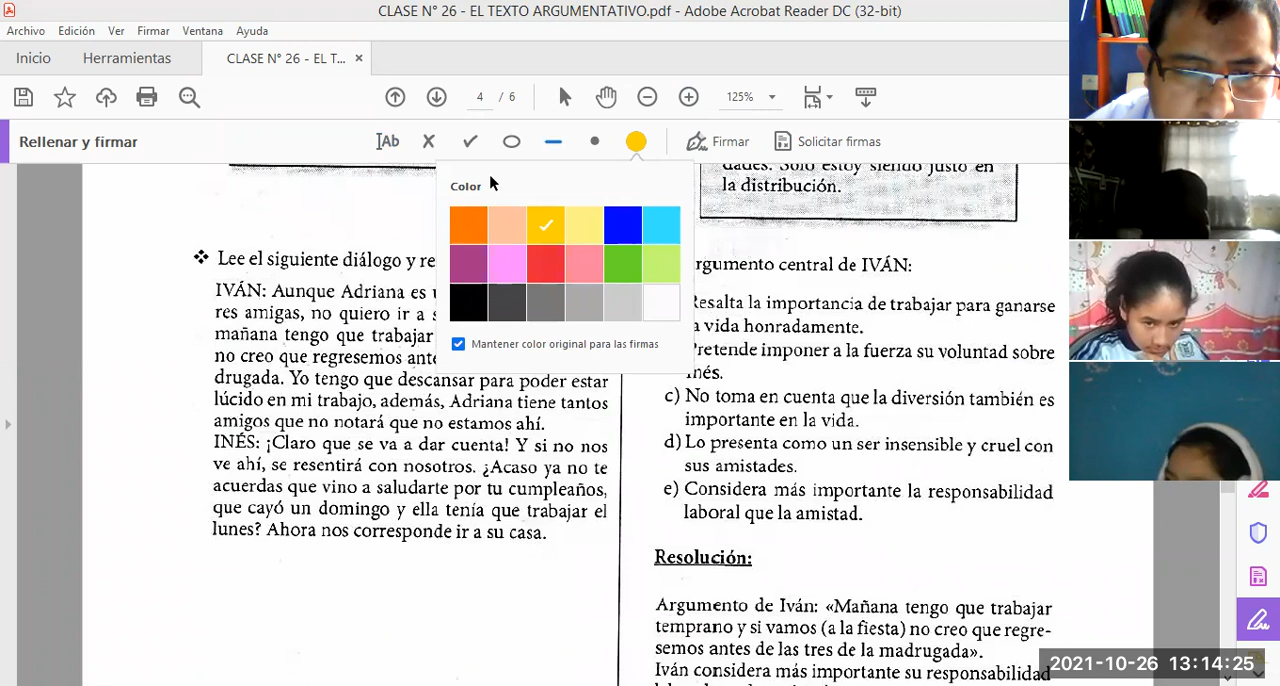 CLASE N° 26 - EL TEXTO ARGUMENTATIVO.pdf - Adobe Acrobat Reader DC (32-bit)
Archivo Edición Ver Firmar Ventana Ayuda
Inicio Herramientas CLASE N° 26 - EL T... ×
4 / 6 125%
Rellenar y firmar Ab Firmar Solicitar firmas
Color
Mantener color original para las firmas
dades. Solo estoy siendo justo en
la distribución.
❖ Lee el siguiente diálogo y re
IVÁN: Aunque Adriana es
res amigas, no quiero ir a s
mañana tengo que trabajar
no creo que regresemos ante
drugada. Yo tengo que descansar para poder estar
lúcido en mi trabajo, además, Adriana tiene tantos
amigos que no notará que no estamos ahí.
INÉS: ¡Claro que se va a dar cuenta! Y si no nos
ve ahí, se resentirá con nosotros. ¿Acaso ya no te
acuerdas que vino a saludarte por tu cumpleaños,
que cayó un domingo y ella tenía que trabajar el
lunes? Ahora nos corresponde ir a su casa.
rgumento central de IVÁN:
Resalta la importancia de trabajar para ganarse
a vida honradamente.
Pretende imponer a la fuerza su voluntad sobre
nés.
c) No toma en cuenta que la diversión también es
importante en la vida.
d) Lo presenta como un ser insensible y cruel con
sus amistades.
e) Considera más importante la responsabilidad
laboral que la amistad.
Resolución:
Argumento de Iván: «Mañana tengo que trabajar
temprano y si vamos (a la fiesta) no creo que regre-
semos antes de las tres de la madrugada».
Iván considera más importante su responsabilidad
2021-10-26 13:14:25